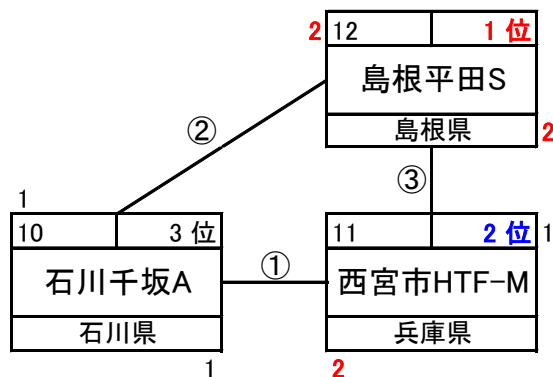 2 12 1 位
島根平田S
島根県 2
②
③
1
10 3 位
石川千坂A
石川県
1
①
11 2 位 1
西宮市HTF-M
兵庫県
2